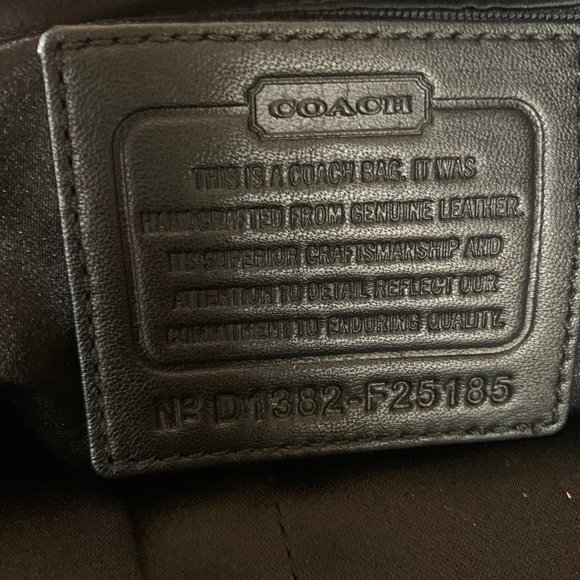 COACH
THIS IS A COACH BAG. IT WAS
HANDCRAFTED FROM GENUINE LEATHER.
ITS SUPERIOR CRAFTSMANSHIP AND
ATTENTION TO DETAIL REFLECT OUR
COMMITMENT TO ENDURING QUALITY.
Nº D1382-F25185